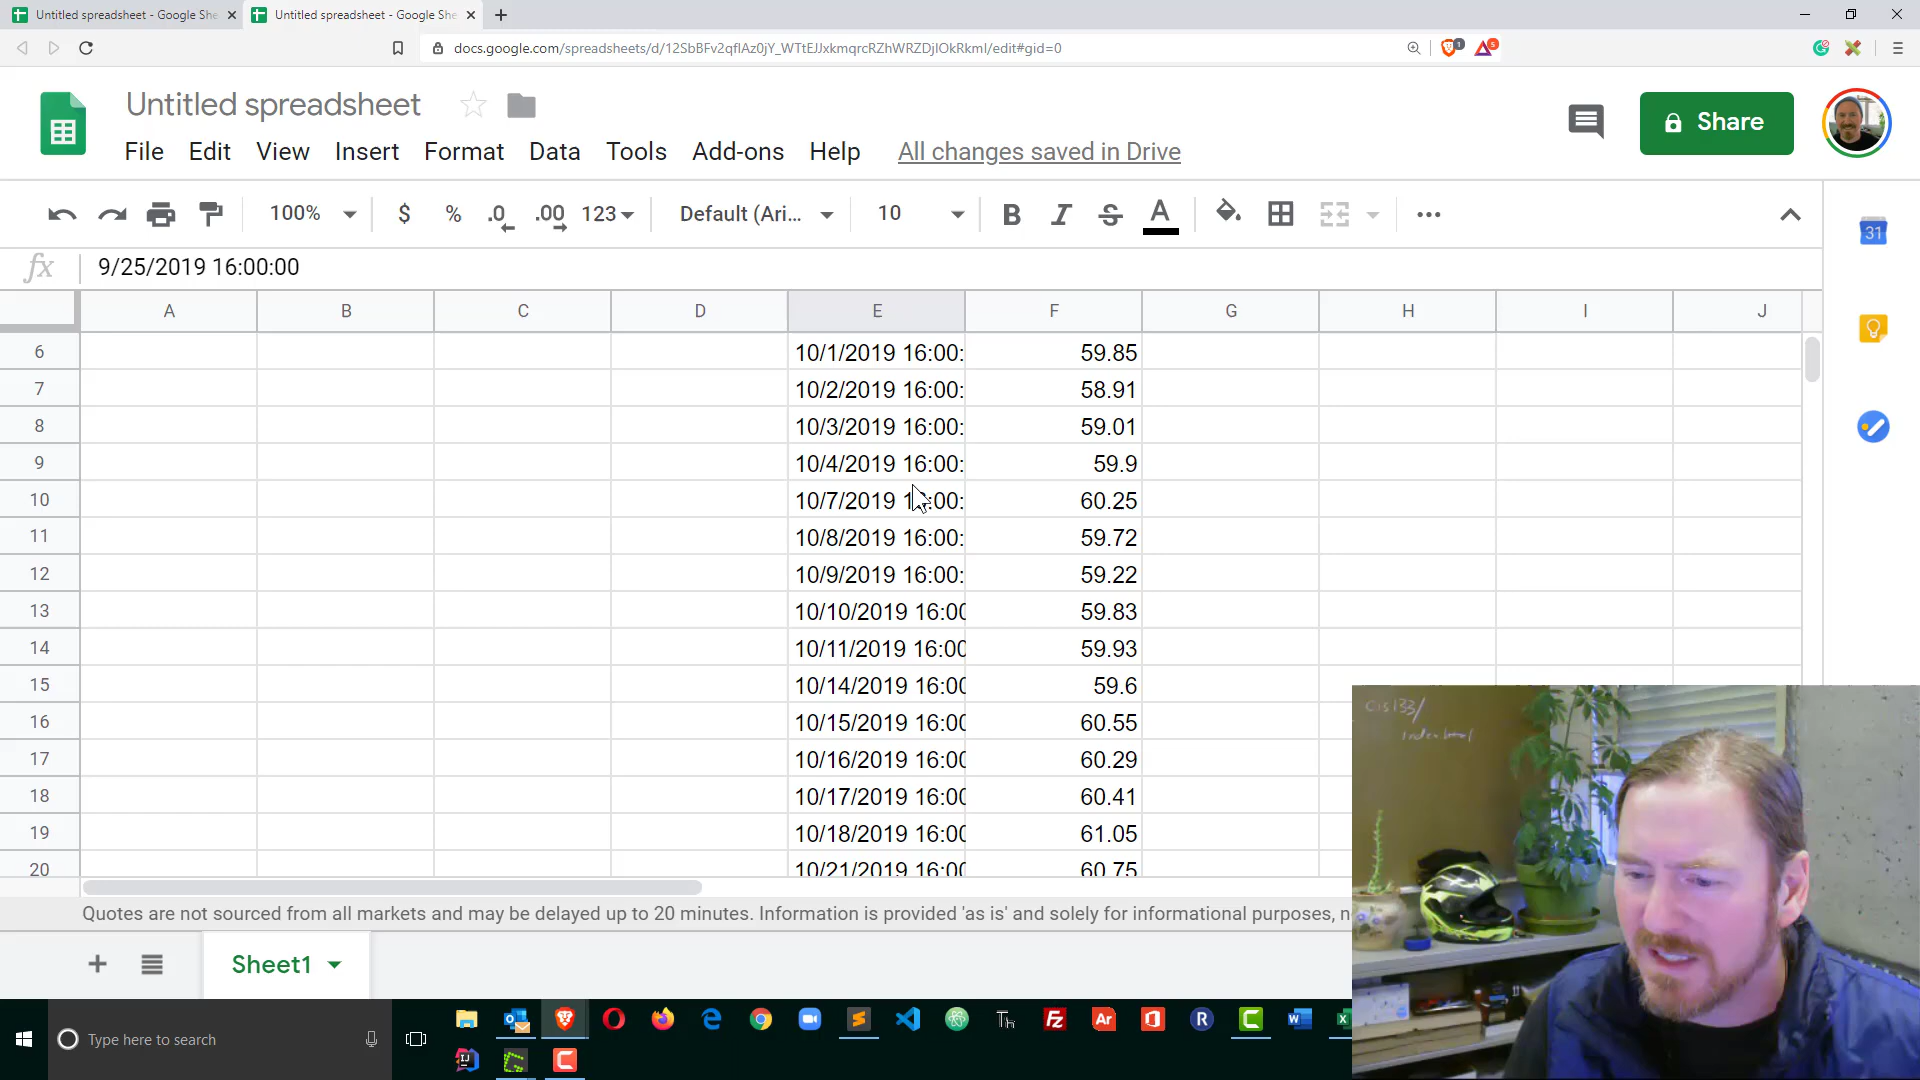 Untitled spreadsheet - Google She
Untitled spreadsheet - Google She
docs.google.com/spreadsheets/d/12SbBFv2qflAz0jY_WTtEJJxkmqrcRZhWRZDjIOkRkmI/edit#gid=0
1
5
Untitled spreadsheet
File Edit View Insert Format Data Tools Add-ons Help All changes saved in Drive
Share
100% $ % .0 .00 123 Default (Ari... 10 B I S A
31
fx 9/25/2019 16:00:00
A B C D E F G H I J
6 10/1/2019 16:00: 59.85
7 10/2/2019 16:00: 58.91
8 10/3/2019 16:00: 59.01
9 10/4/2019 16:00: 59.9
10 10/7/2019 16:00: 60.25
11 10/8/2019 16:00: 59.72
12 10/9/2019 16:00: 59.22
13 10/10/2019 16:00 59.83
14 10/11/2019 16:00 59.93
15 10/14/2019 16:00 59.6
16 10/15/2019 16:00 60.55
17 10/16/2019 16:00 60.29
18 10/17/2019 16:00 60.41
19 10/18/2019 16:00 61.05
20 10/21/2019 16:00 60.75
Quotes are not sourced from all markets and may be delayed up to 20 minutes. Information is provided 'as is' and solely for informational purposes, n
Sheet1
Type here to search
Th Fz Ar R W X
IJ
Cis133/